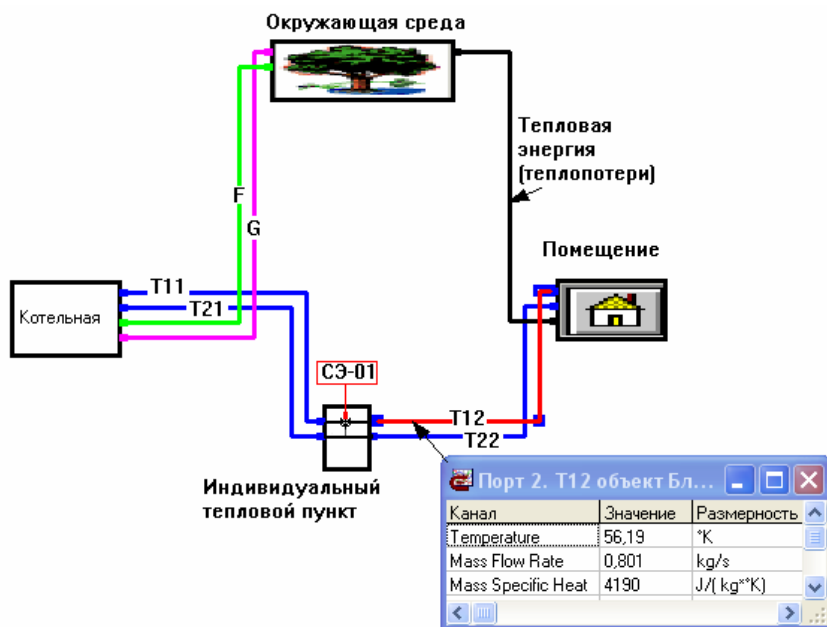 Окружающая среда
Тепловая
энергия
(теплопотери)
F
G
Помещение
T11
T21
Котельная
СЭ-01
T12
T22
Индивидуальный
тепловой пункт
Порт 2. T12 объект Бл...
Канал Значение Размерность
Temperature 56,19 °K
Mass Flow Rate 0,801 kg/s
Mass Specific Heat 4190 J/( kg*°K)